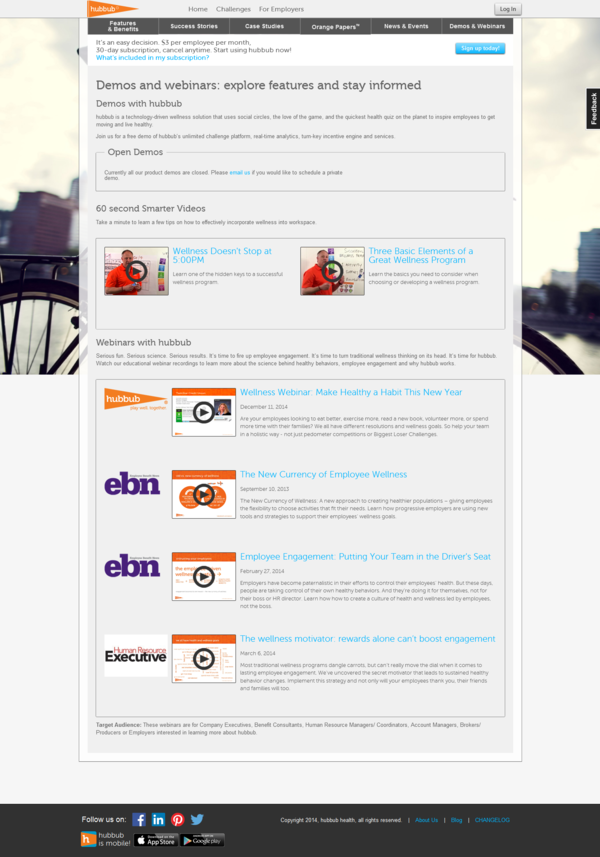 hubbub
Home
Challenges
For Employers
Log In
Features
& Benefits
Success Stories
Case Studies
Orange Papers™
News & Events
Demos & Webinars
It's an easy decision. $3 per employee per month,
30-day subscription, cancel anytime. Start using hubbub now!
What's included in my subscription?
Sign up today!
Feedback
Demos and webinars: explore features and stay informed
Demos with hubbub
hubbub is a technology-driven wellness solution that uses social circles, the love of the game, and the quickest health quiz on the planet to inspire employees to get
moving and live healthy.
Join us for a free demo of hubbub's unlimited challenge platform, real-time analytics, turn-key incentive engine and services.
Open Demos
Currently all our product demos are closed. Please email us if you would like to schedule a private
demo.
60 second Smarter Videos
Take a minute to learn a few tips on how to effectively incorporate wellness into workspace.
Wellness Doesn't Stop at
5:00PM
Learn one of the hidden keys to a successful
wellness program.
Three Basic Elements of a
Great Wellness Program
Learn the basics you need to consider when
choosing or developing a wellness program.
Webinars with hubbub
Serious fun. Serious science. Serious results. It's time to fire up employee engagement. It's time to turn traditional wellness thinking on its head. It's time for hubbub.
Watch our educational webinar recordings to learn more about the science behind healthy behaviors, employee engagement and why hubbub works.
hubbub
play well, together.
Wellness Webinar: Make Healthy a Habit This New Year
December 11, 2014
Are your employees looking to eat better, exercise more, read a new book, volunteer more, or spend
more time with their families? We all have different resolutions and wellness goals. So help your team
in a holistic way - not just pedometer competitions or Biggest Loser Challenges.
ebn
The New Currency of Employee Wellness
September 10, 2013
The New Currency of Wellness. A new approach to creating healthier populations – giving employees
the flexibility to choose activities that fit their needs. Learn how progressive employers are using new
tools and strategies to support their employees' wellness goals.
ebn
Employee Engagement: Putting Your Team in the Driver's Seat
February 27, 2014
Employers have become paternalistic in their efforts to control their employees' health. But these days,
people are taking control of their own healthy behaviors. And they're doing it for themselves, not for
their boss or HR director. Learn how how to create a culture of health and wellness led by employees,
not the boss.
Human Resource
Executive
The wellness motivator: rewards alone can't boost engagement
March 6, 2014
Most traditional wellness programs dangle carrots, but can't really move the dial when it comes to
lasting employee engagement. We've uncovered the secret motivator that leads to sustained healthy
behavior changes. Implement this strategy and not only will your employees thank you, their friends
and families will too.
Target Audience: These webinars are for Company Executives, Benefit Consultants, Human Resource Managers/ Coordinators, Account Managers, Brokers/
Producers or Employers interested in learning more about hubbub.
Follow us on:
Copyright 2014, hubbub health, all rights reserved. | About Us | Blog | CHANGELOG
hubbub
is mobile!
App Store
Google play